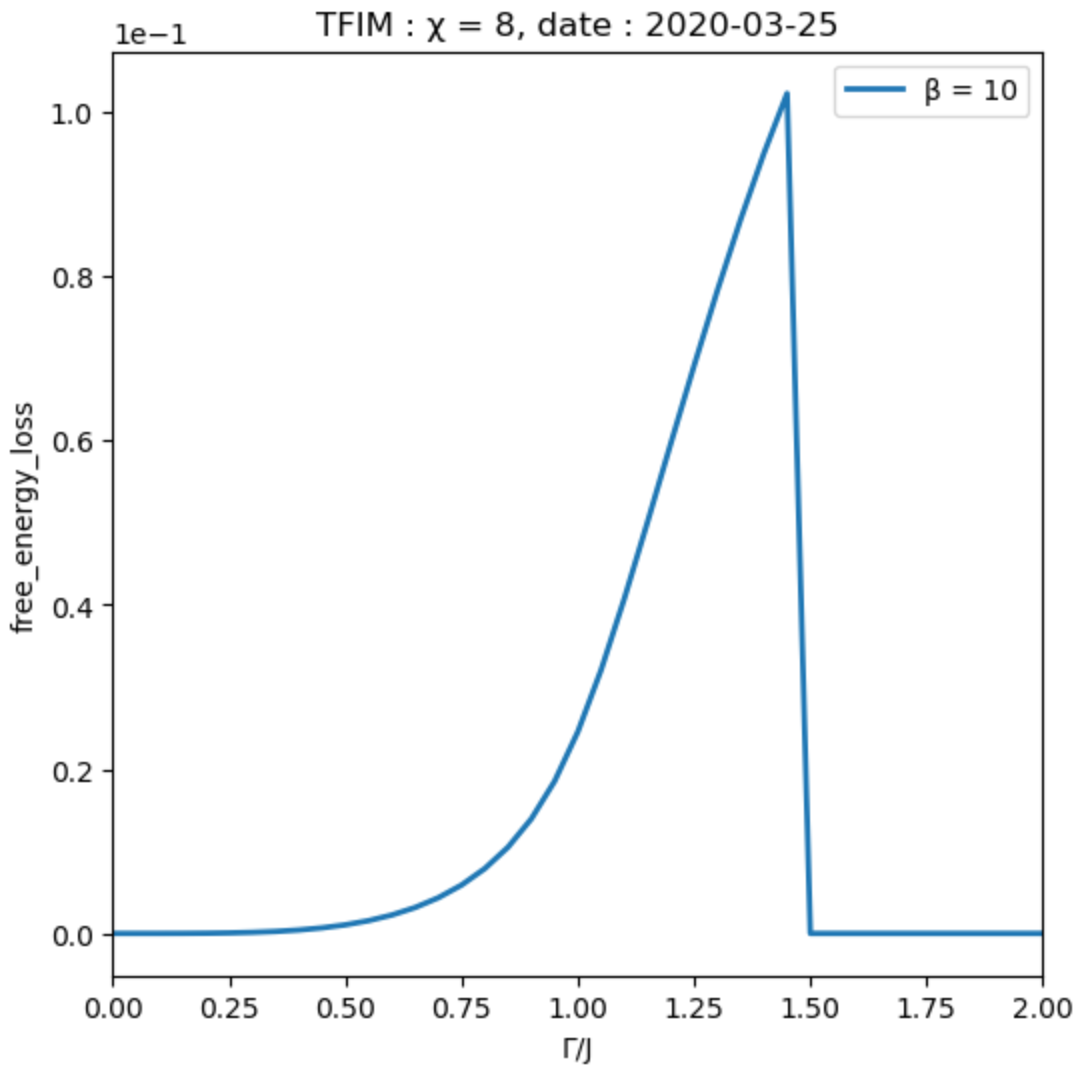 TFIM : χ = 8, date : 2020-03-25
1e−1
β = 10
1.0
0.8
0.6
0.4
0.2
0.0
free_energy_loss
0.00 0.25 0.50 0.75 1.00 1.25 1.50 1.75 2.00
Γ/J